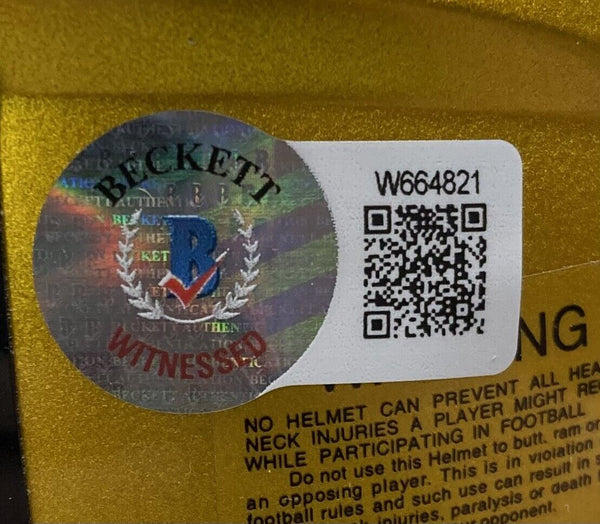 BECKETT
B
WITNESSED
W664821
NG
NO HELMET CAN PREVENT ALL HEA
NECK INJURIES A PLAYER MIGHT RE
WHILE PARTICIPATING IN FOOTBALL
Do not use this Helmet to butt, ram or
an opposing player. This is in violation
football rules and such use can result in
injuries, paralysis or death
opponent.